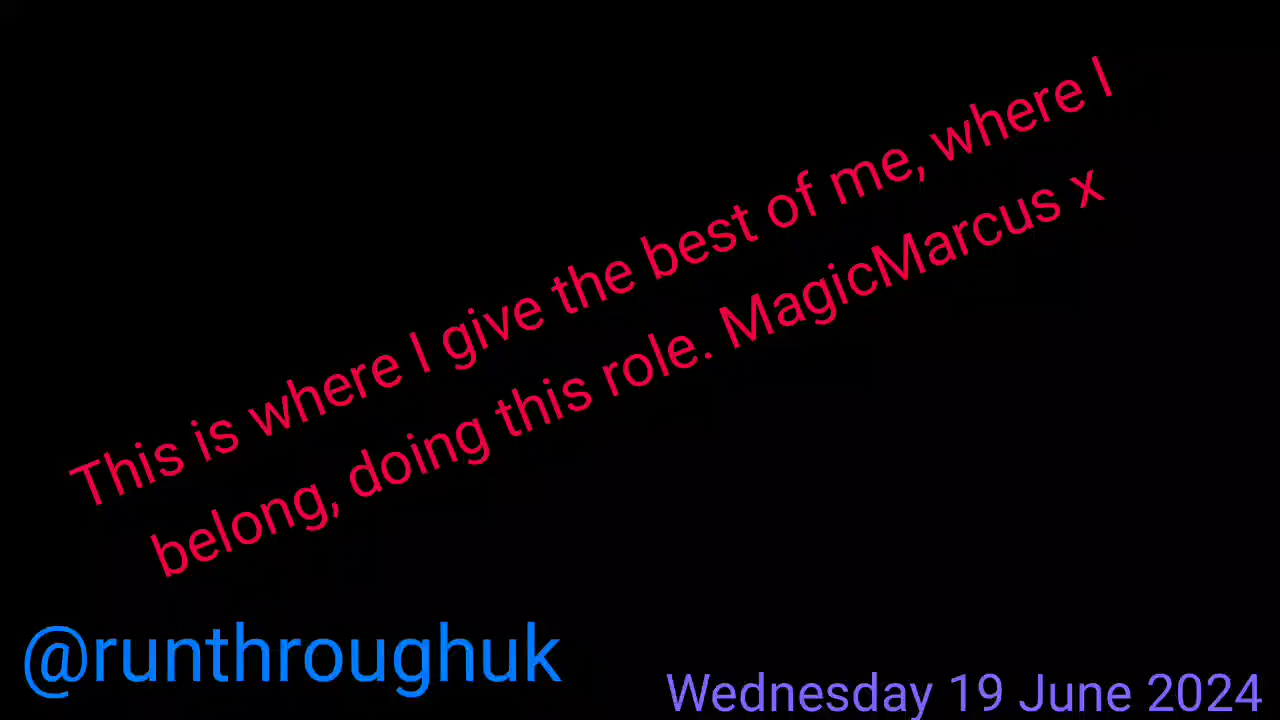 This is where I give the best of me, where I
belong, doing this role. MagicMarcus x
@runthroughuk
Wednesday 19 June 2024